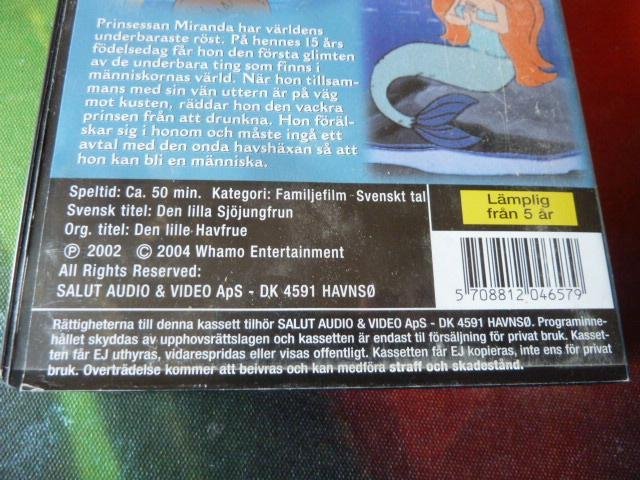 Prinsessan Miranda har världens
underbaraste röst. På hennes 15 års
födelsedag får hon den första glimten
av de underbara ting som finns i
människornas värld. När hon tillsam-
mans med sin vän uttern är på väg
mot kusten, räddar hon den vackra
prinsen från att drunkna. Hon föräl-
skar sig i honom och måste ingå ett
avtal med den onda havshäxan så att
hon kan bli en människa.
Speltid: Ca. 50 min. Kategori: Familjefilm - Svenskt tal
Svensk titel: Den lilla Sjöjungfrun
Org. titel: Den lille Havfrue
℗ 2002 © 2004 Whamo Entertainment
All Rights Reserved:
SALUT AUDIO & VIDEO ApS - DK 4591 HAVNSØ
Lämplig
från 5 år
5 708812 046579
Rättigheterna till denna kassett tilhör SALUT AUDIO & VIDEO ApS - DK 4591 HAVNSØ. Programinne-
hållet skyddas av upphovsrättslagen och kassetten är endast til försäljning för privat bruk. Kasset-
ten får EJ uthyras, vidarespridas eller visas offentligt. Kassetten får EJ kopieras, inte ens för privat
bruk. Overträdelse kommer att beivras och kan medföra straff och skadestånd.